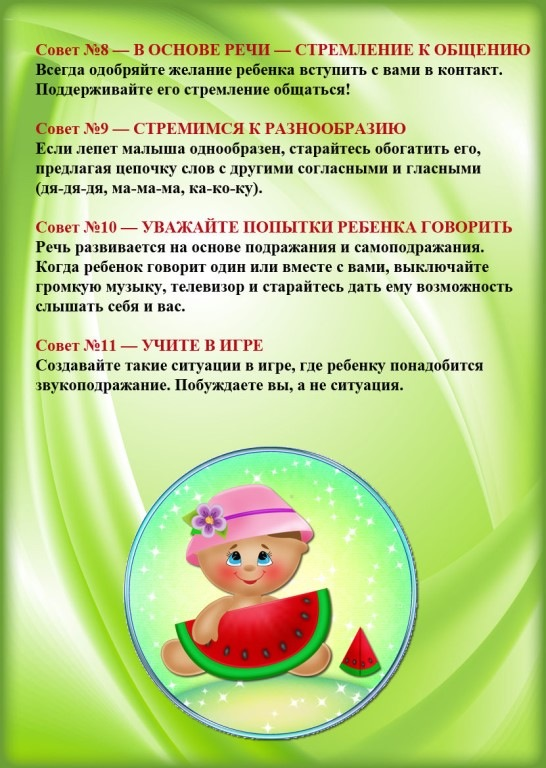 Совет №8 — В ОСНОВЕ РЕЧИ — СТРЕМЛЕНИЕ К ОБЩЕНИЮ
Всегда одобряйте желание ребенка вступить с вами в контакт.
Поддерживайте его стремление общаться!
Совет №9 — СТРЕМИМСЯ К РАЗНООБРАЗИЮ
Если лепет малыша однообразен, старайтесь обогатить его,
предлагая цепочку слов с другими согласными и гласными
(дя-дя-дя, ма-ма-ма, ка-ко-ку).
Совет №10 — УВАЖАЙТЕ ПОПЫТКИ РЕБЕНКА ГОВОРИТЬ
Речь развивается на основе подражания и самоподражания.
Когда ребенок говорит один или вместе с вами, выключайте
громкую музыку, телевизор и старайтесь дать ему возможность
слышать себя и вас.
Совет №11 — УЧИТЕ В ИГРЕ
Создавайте такие ситуации в игре, где ребенку понадобится
звукоподражание. Побуждаете вы, а не ситуация.